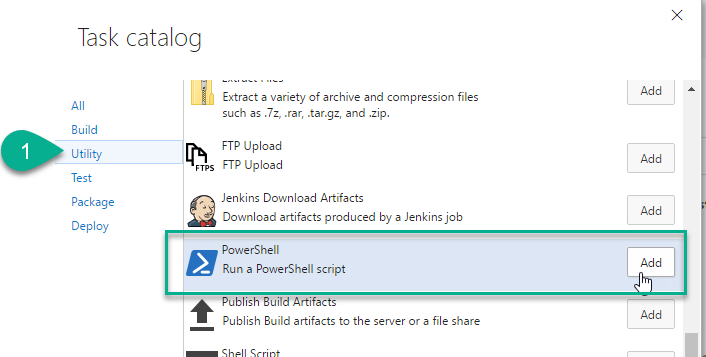 Task catalog
All
Build
1
Utility
Test
Package
Deploy
Extract Files
Extract a variety of archive and compression files
such as .7z, .rar, .tar.gz, and .zip.
Add
FTPS
FTP Upload
FTP Upload
Add
Jenkins Download Artifacts
Download artifacts produced by a Jenkins job
Add
PowerShell
Run a PowerShell script
Add
Publish Build Artifacts
Publish Build artifacts to the server or a file share
Add
Shell Script